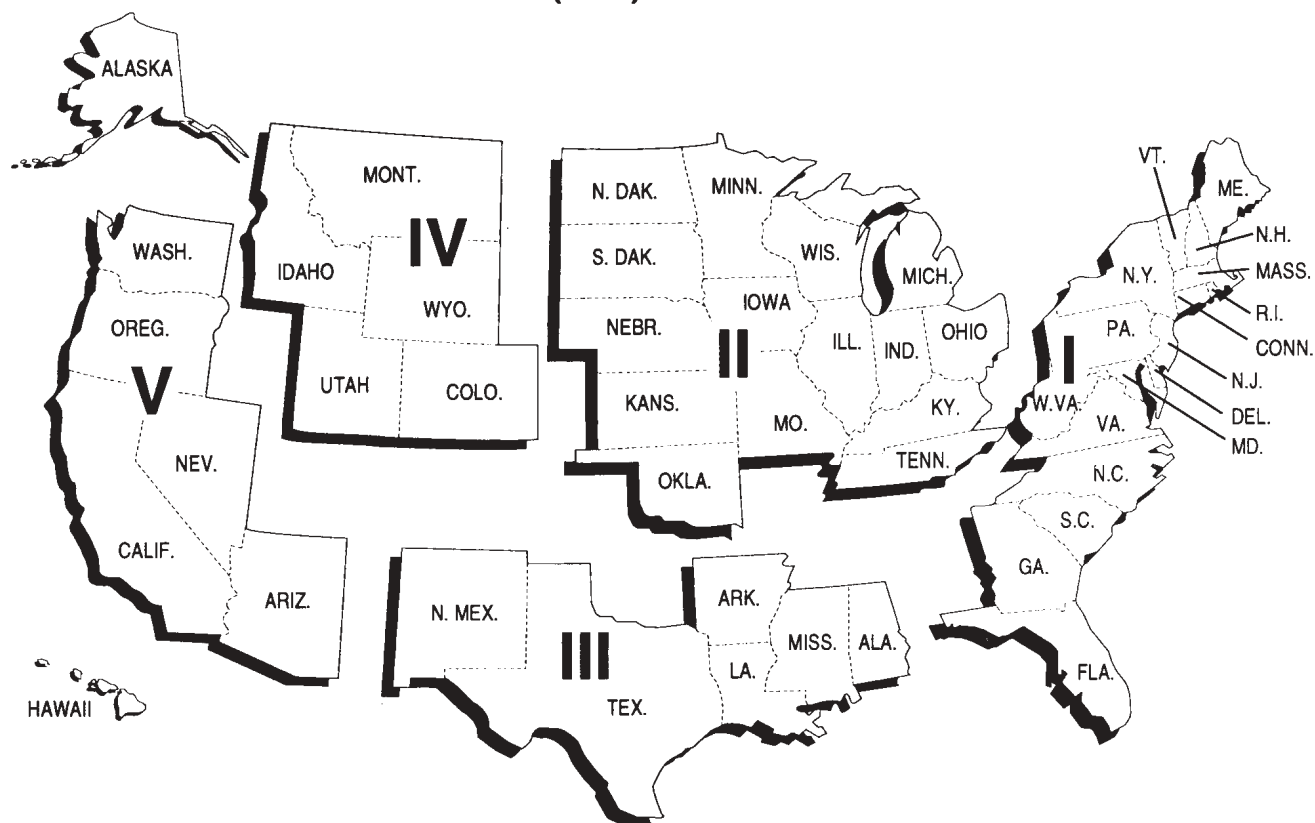 ALASKA
MONT.
IV
IDAHO
WYO.
UTAH
COLO.
WASH.
OREG.
V
NEV.
CALIF.
ARIZ.
HAWAII
N. DAK.
MINN.
S. DAK.
WIS.
MICH.
NEBR.
IOWA
II
ILL.
IND.
OHIO
KANS.
MO.
KY.
OKLA.
TENN.
N. MEX.
III
TEX.
ARK.
LA.
MISS.
ALA.
VT.
ME.
N.H.
MASS.
N.Y.
R.I.
CONN.
PA.
I
N.J.
W.VA.
VA.
DEL.
MD.
N.C.
S.C.
GA.
FLA.